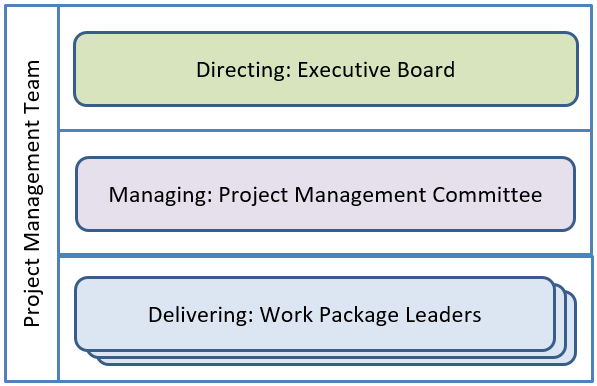 Project Management Team
Directing: Executive Board
Managing: Project Management Committee
Delivering: Work Package Leaders